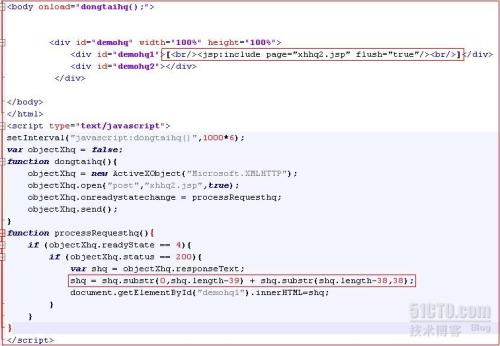 <body onload="dongtaihq();">
<div id="demohq" width="100%" height="100%">
<div id="demohq1">[<br/><jsp:include page="xhhq2.jsp" flush="true"/><br/>]</div>
<div id="demohq2"></div>
</div>
</body>
</html>
<script type="text/javascript">
setInterval("javascript:dongtaihq()",1000*6);
var objectXhq = false;
function dongtaihq(){
objectXhq = new ActiveXObject("Microsoft.XMLHTTP");
objectXhq.open("post","xhhq2.jsp",true);
objectXhq.onreadystatechange = processRequesthq;
objectXhq.send();
}
function processRequesthq(){
if (objectXhq.readyState == 4){
if (objectXhq.status == 200){
var shq = objectXhq.responseText;
shq = shq.substr(0,shq.length-39) + shq.substr(shq.length-38,38);
document.getElementById("demohq1").innerHTML=shq;
}
}
}
</script>
51CTO.com
技术博客 Blog